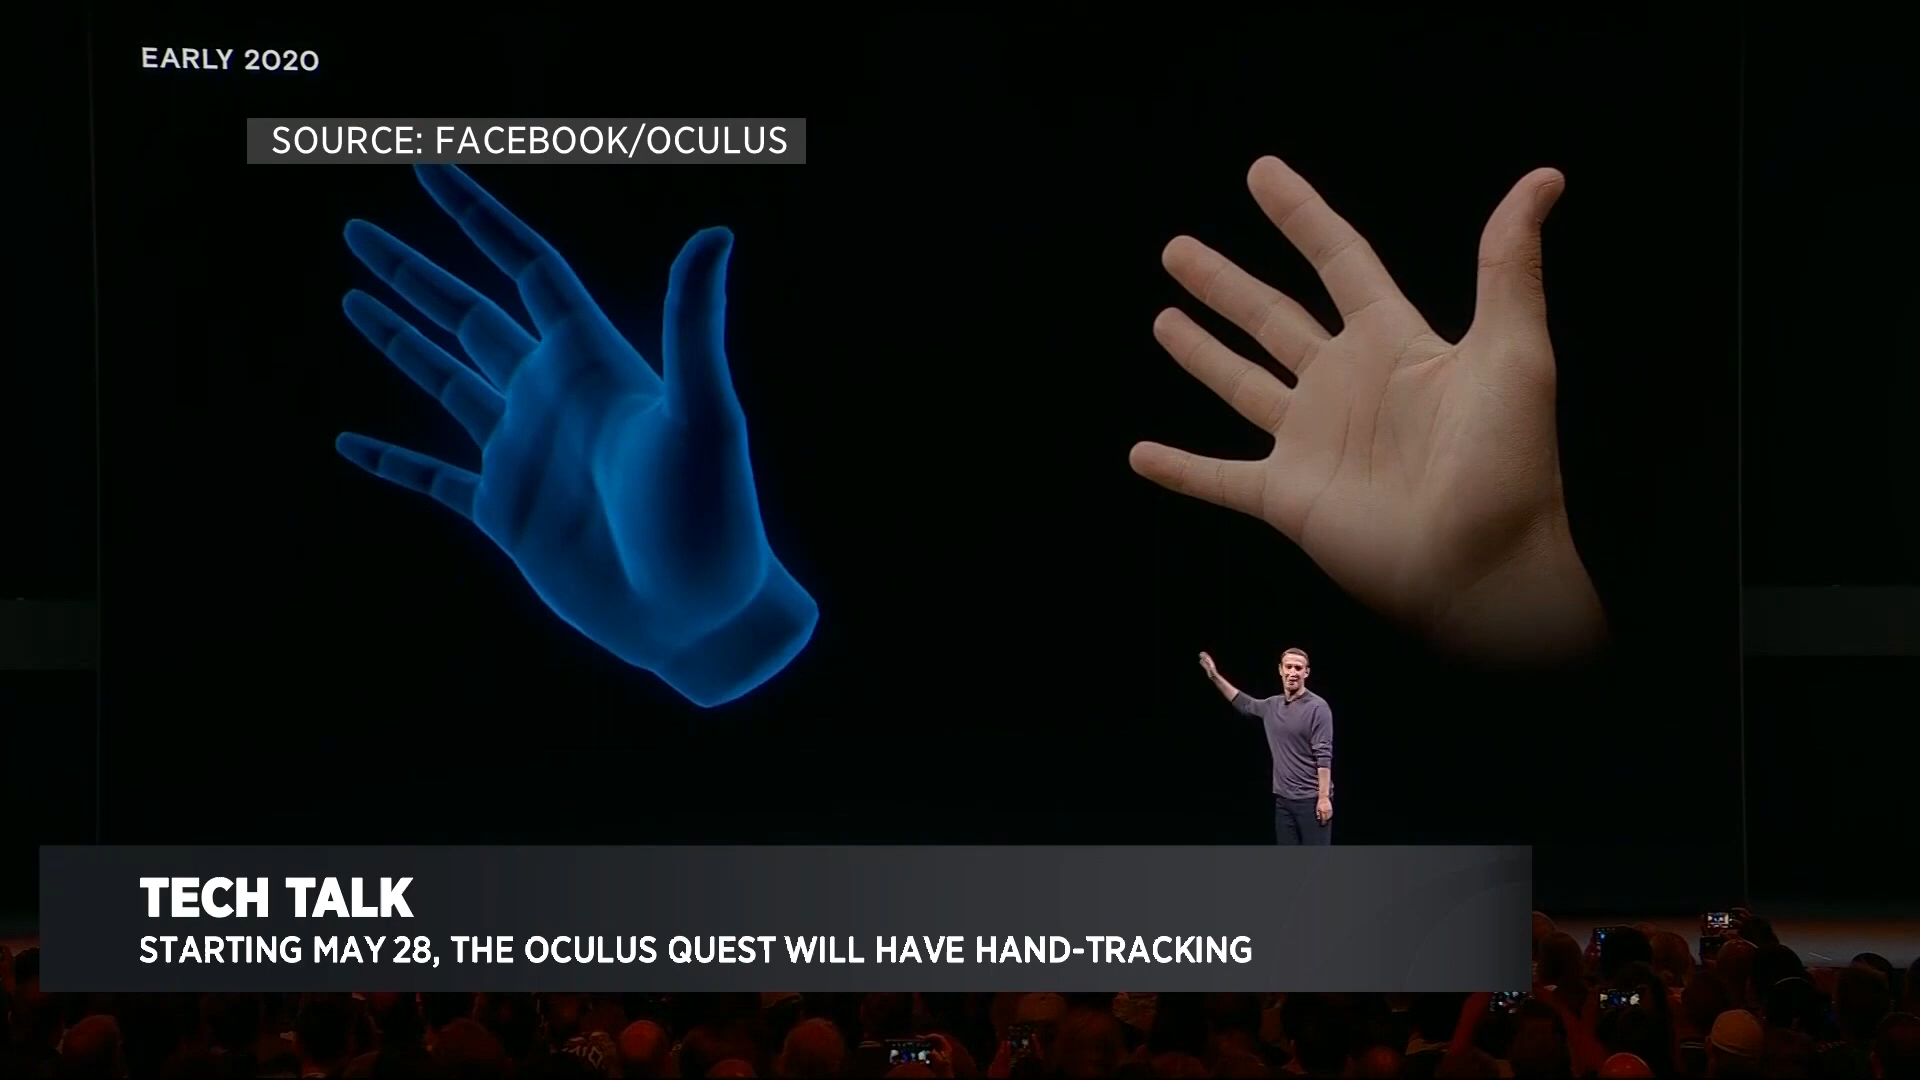 EARLY 2020
SOURCE: FACEBOOK/OCULUS
TECH TALK
STARTING MAY 28, THE OCULUS QUEST WILL HAVE HAND-TRACKING